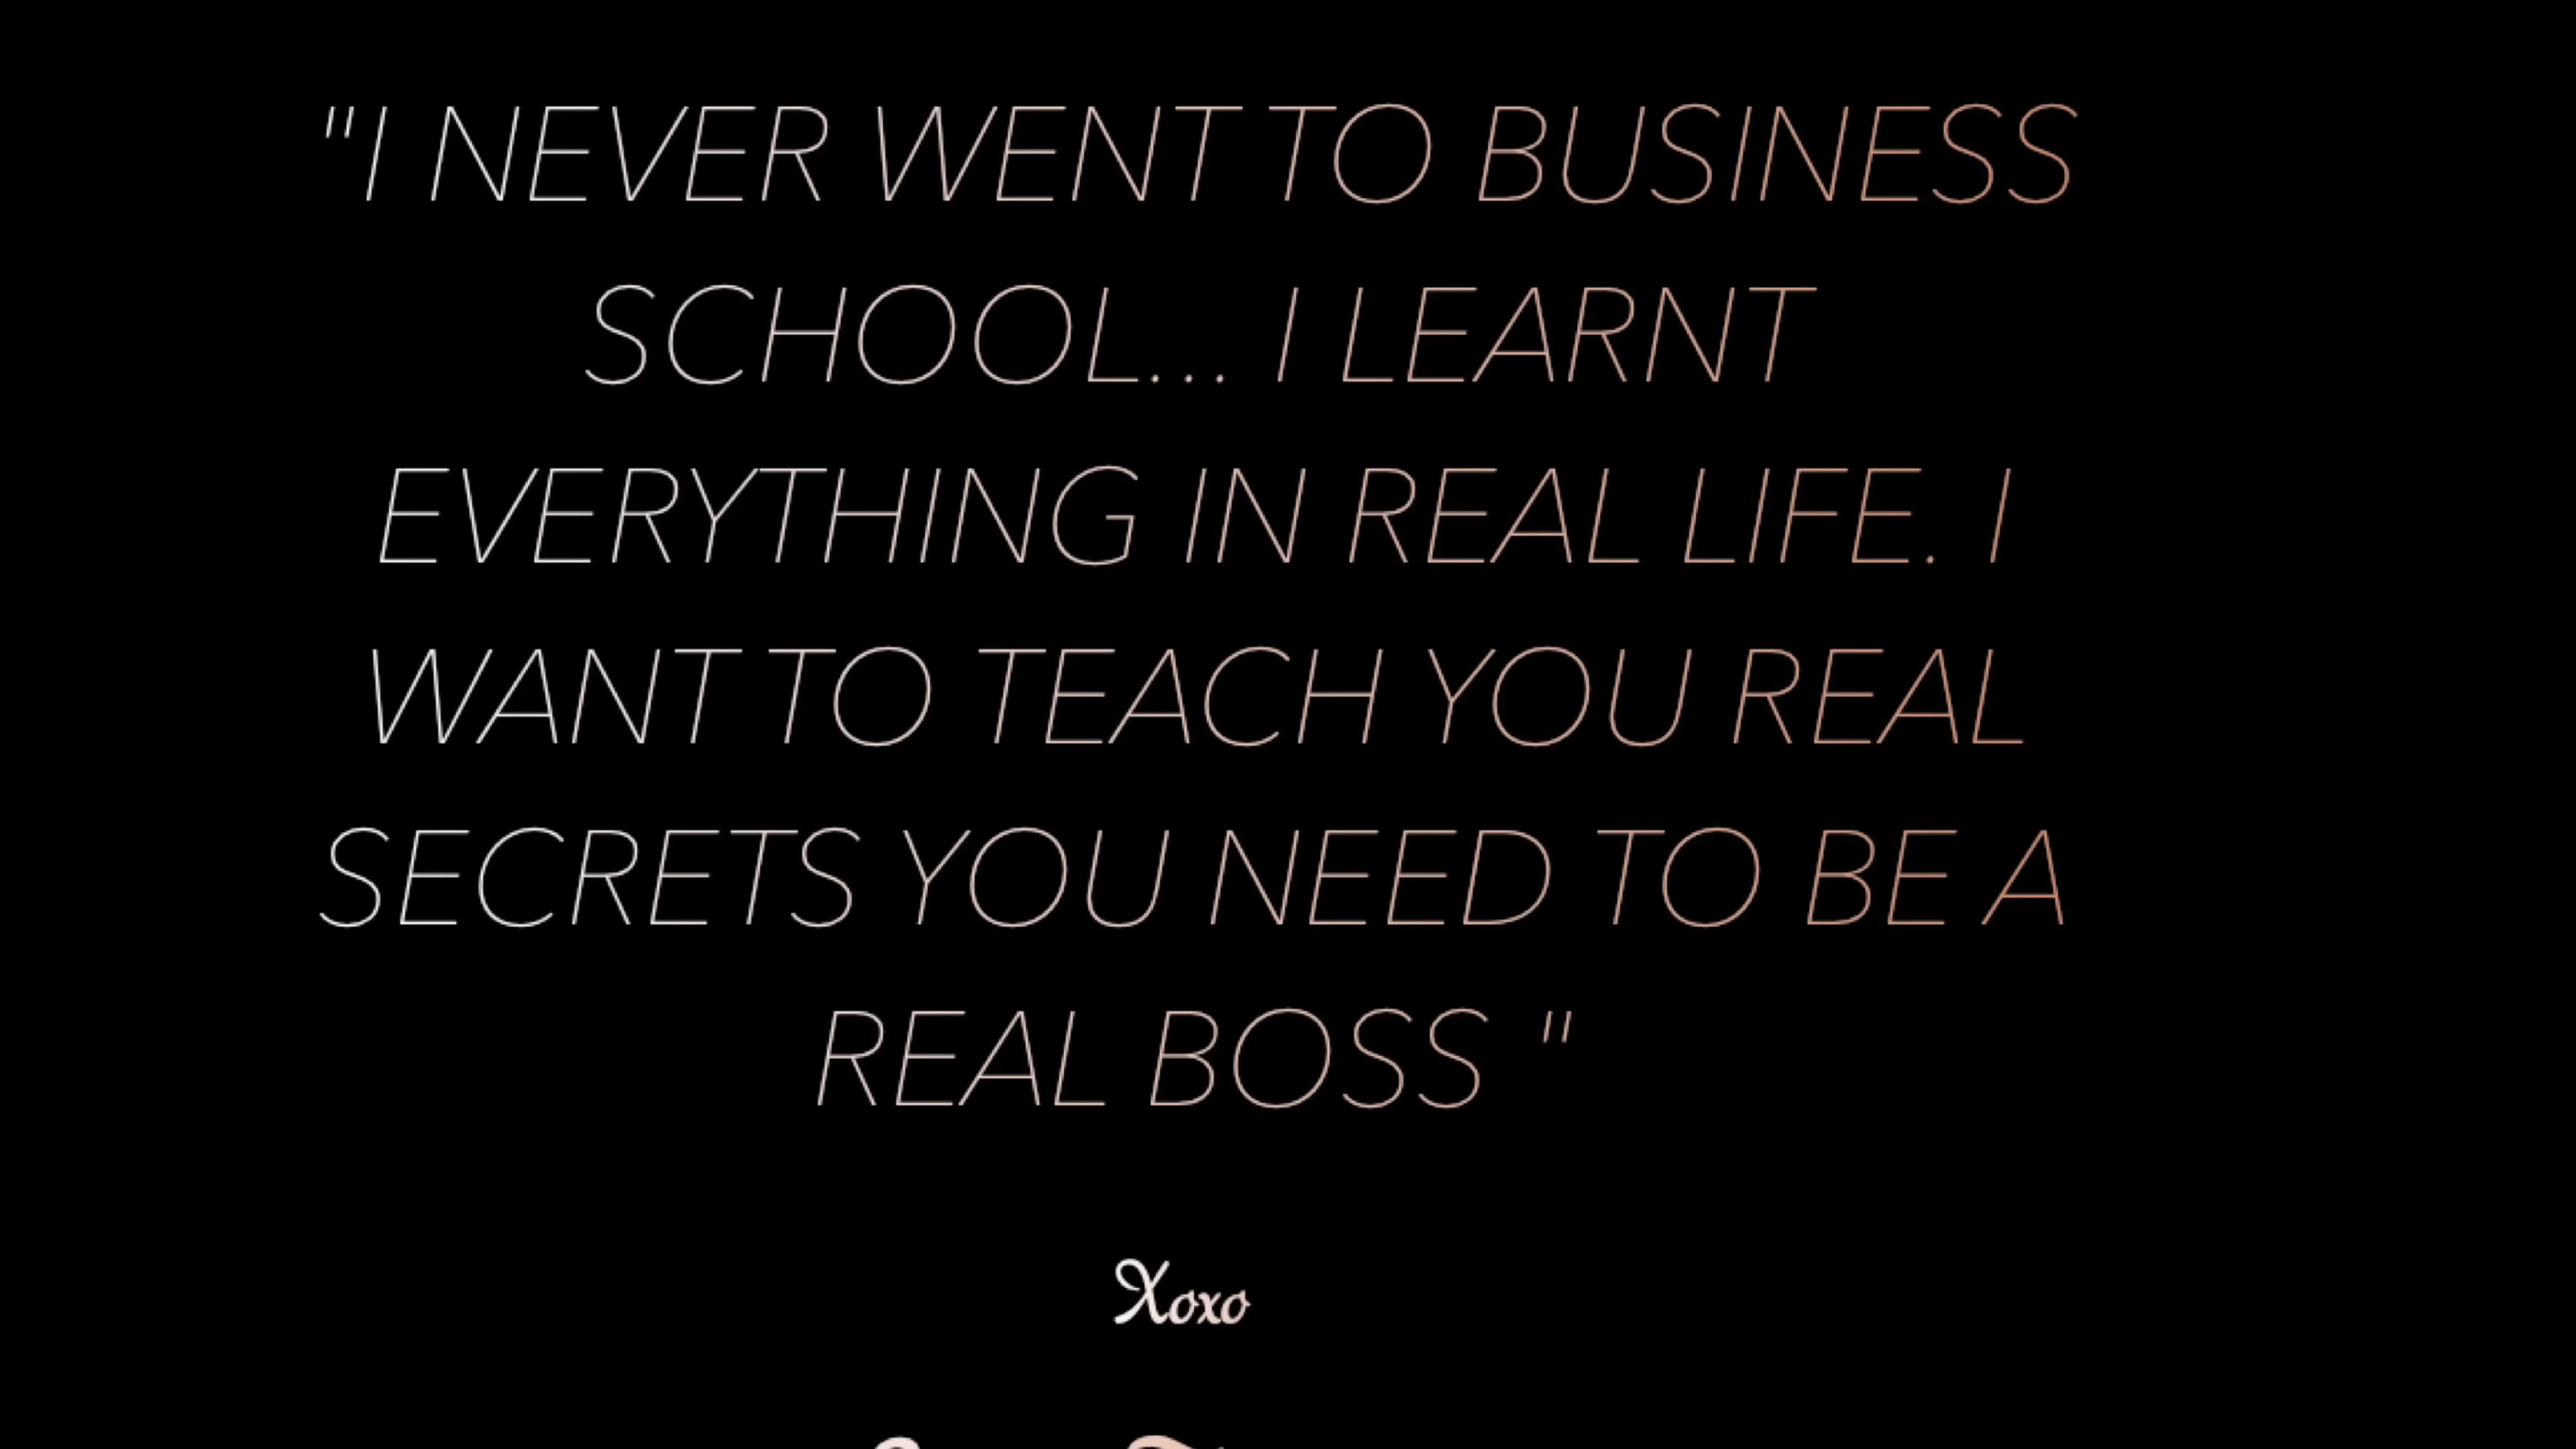 "I NEVER WENT TO BUSINESS
SCHOOL... I LEARNT
EVERYTHING IN REAL LIFE. I
WANT TO TEACH YOU REAL
SECRETS YOU NEED TO BE A
REAL BOSS "
Xoxo